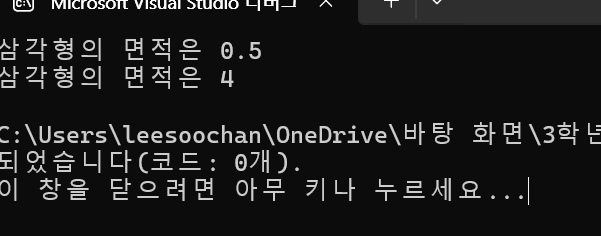 Microsoft Visual Studio 디버그
삼각형의 면적은 0.5
삼각형의 면적은 4
C:\Users\leesoochan\OneDrive\바탕 화면\3학년
되었습니다(코드: 0개).
이 창을 닫으려면 아무 키나 누르세요...